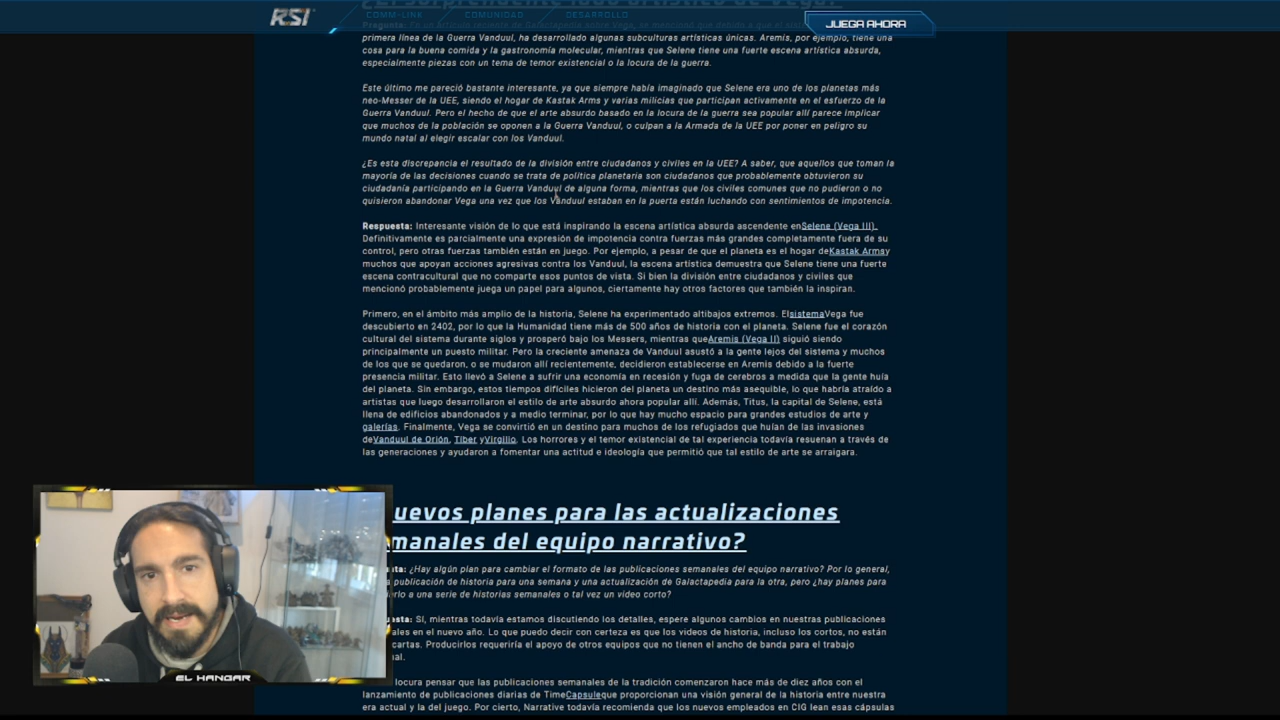 ¿El sorprendente lado artístico de Vega?
RSI
COMM-LINK
COMUNIDAD
DESARROLLO
JUEGA AHORA
primera línea de la Guerra Vanduul, ha desarrollado algunas subculturas artísticas únicas. Aremis, por ejemplo, tiene una
cosa para la buena comida y la gastronomía molecular, mientras que Selene tiene una fuerte escena artística absurda,
especialmente piezas con un tema de temor existencial o la locura de la guerra.
Este último me pareció bastante interesante, ya que siempre había imaginado que Selene era uno de los planetas más
neo-Messer de la UEE, siendo el hogar de Kastak Arms y varias milicias que participan activamente en el esfuerzo de la
Guerra Vanduul. Pero el hecho de que el arte absurdo basado en la locura de la guerra sea popular allí parece implicar
que muchos de la población se oponen a la Guerra Vanduul, o culpan a la Armada de la UEE por poner en peligro su
mundo natal al elegir escalar con los Vanduul.
¿Es esta discrepancia el resultado de la división entre ciudadanos y civiles en la UEE? A saber, que aquellos que toman la
mayoría de las decisiones cuando se trata de política planetaria son ciudadanos que probablemente obtuvieron su
ciudadanía participando en la Guerra Vanduul de alguna forma, mientras que los civiles comunes que no pudieron o no
quisieron abandonar Vega una vez que los Vanduul estaban en la puerta están luchando con sentimientos de impotencia.
Respuesta: Interesante visión de lo que está inspirando la escena artística absurda ascendente enSelene (Vega III).
Definitivamente es parcialmente una expresión de impotencia contra fuerzas más grandes completamente fuera de su
control, pero otras fuerzas también están en juego. Por ejemplo, a pesar de que el planeta es el hogar deKastak Armsy
muchos que apoyan acciones agresivas contra los Vanduul, la escena artística demuestra que Selene tiene una fuerte
escena contracultural que no comparte esos puntos de vista. Si bien la división entre ciudadanos y civiles que
mencionó probablemente juega un papel para algunos, ciertamente hay otros factores que también la inspiran.
Primero, en el ámbito más amplio de la historia, Selene ha experimentado altibajos extremos. ElsistemaVega fue
descubierto en 2402, por lo que la Humanidad tiene más de 500 años de historia con el planeta. Selene fue el corazón
cultural del sistema durante siglos y prosperó bajo los Messers, mientras queAremis (Vega II) siguió siendo
principalmente un puesto militar. Pero la creciente amenaza de Vanduul asustó a la gente lejos del sistema y muchos
de los que se quedaron, o se mudaron allí recientemente, decidieron establecerse en Aremis debido a la fuerte
presencia militar. Esto llevó a Selene a sufrir una economía en recesión y fuga de cerebros a medida que la gente huía
del planeta. Sin embargo, estos tiempos difíciles hicieron del planeta un destino más asequible, lo que habría atraído a
artistas que luego desarrollaron el estilo de arte absurdo ahora popular allí. Además, Titus, la capital de Selene, está
llena de edificios abandonados y a medio terminar, por lo que hay mucho espacio para grandes estudios de arte y
galerías. Finalmente, Vega se convirtió en un destino para muchos de los refugiados que huían de las invasiones
deVanduul de Orión, Tiber yVirgilio. Los horrores y el temor existencial de tal experiencia todavía resuenan a través de
las generaciones y ayudaron a fomentar una actitud e ideología que permitió que tal estilo de arte se arraigara.
uevos planes para las actualizaciones
manales del equipo narrativo?
ta: ¿Hay algún plan para cambiar el formato de las publicaciones semanales del equipo narrativo? Por lo general,
publicación de historia para una semana y una actualización de Galactapedia para la otra, pero ¿hay planes para
rlo a una serie de historias semanales o tal vez un video corto?
esta: Sí, mientras todavía estamos discutiendo los detalles, espere algunos cambios en nuestras publicaciones
ales en el nuevo año. Lo que puedo decir con certeza es que los videos de historia, incluso los cortos, no están
cartas. Producirlos requeriría el apoyo de otros equipos que no tienen el ancho de banda para el trabajo
nal.
locura pensar que las publicaciones semanales de la tradición comenzaron hace más de diez años con el
lanzamiento de publicaciones diarias de TimeCapsuleque proporcionan una visión general de la historia entre nuestra
era actual y la del juego. Por cierto, Narrative todavía recomienda que los nuevos empleados en CIG lean esas cápsulas
EL HANGAR